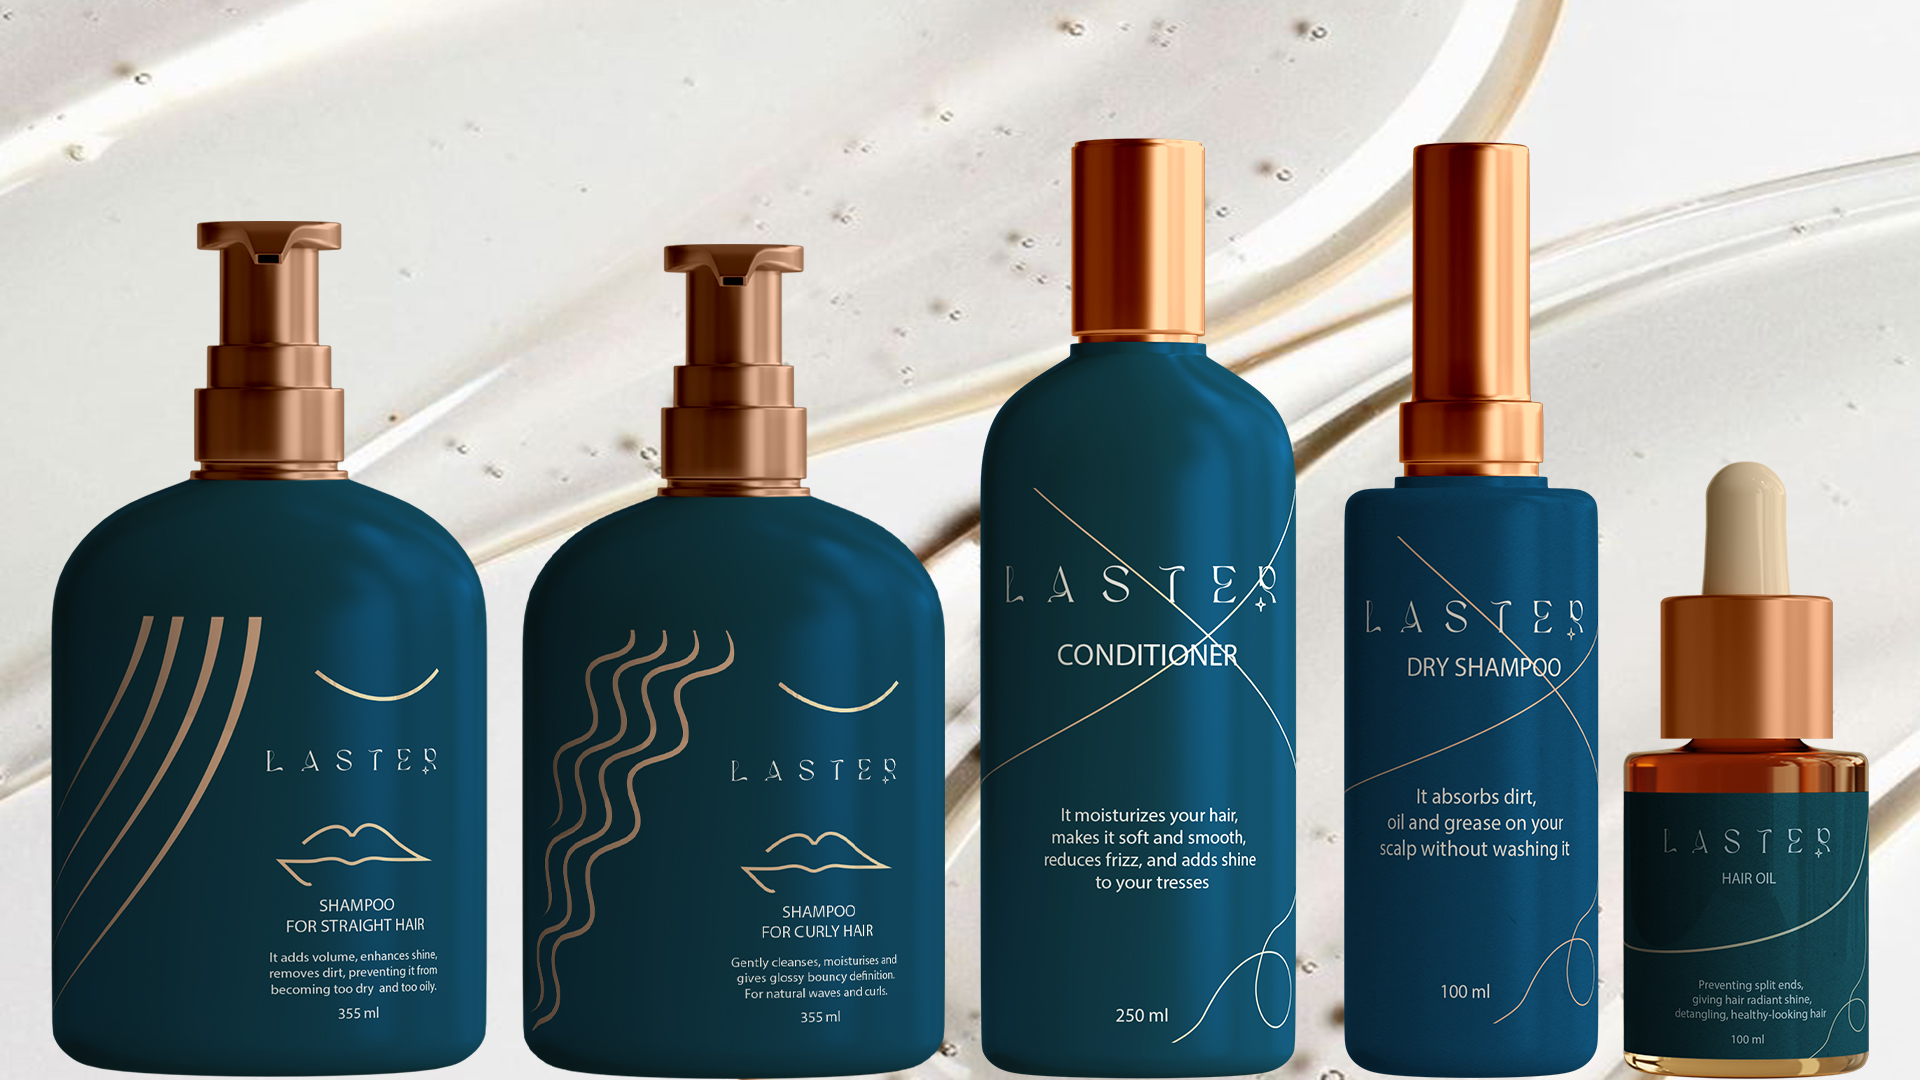 LASTER
SHAMPOO
FOR STRAIGHT HAIR
It adds volume, enhances shine,
removes dirt, preventing it from
becoming too dry and too oily.
355 ml
LASTER
SHAMPOO
FOR CURLY HAIR
Gently cleanses, moisturises and
gives glossy bouncy definition.
For natural waves and curls.
355 ml
LASTER
CONDITIONER
It moisturizes your hair,
makes it soft and smooth,
reduces frizz, and adds shine
to your tresses
250 ml
LASTER
DRY SHAMPOO
It absorbs dirt,
oil and grease on your
scalp without washing it
100 ml
LASTER
HAIR OIL
Preventing split ends,
giving hair radiant shine,
detangling, healthy-looking hair
100 ml